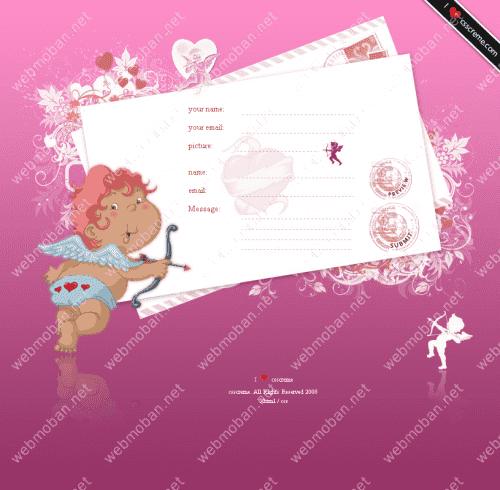 I ♥ csscreme.com
your name:
your email:
picture:
name:
email:
Message:
PREVIEW
SUBMIT
I ♥ csscreme
csscreme. All Rights Reserved 2008
xhtml / css
webmoban.net